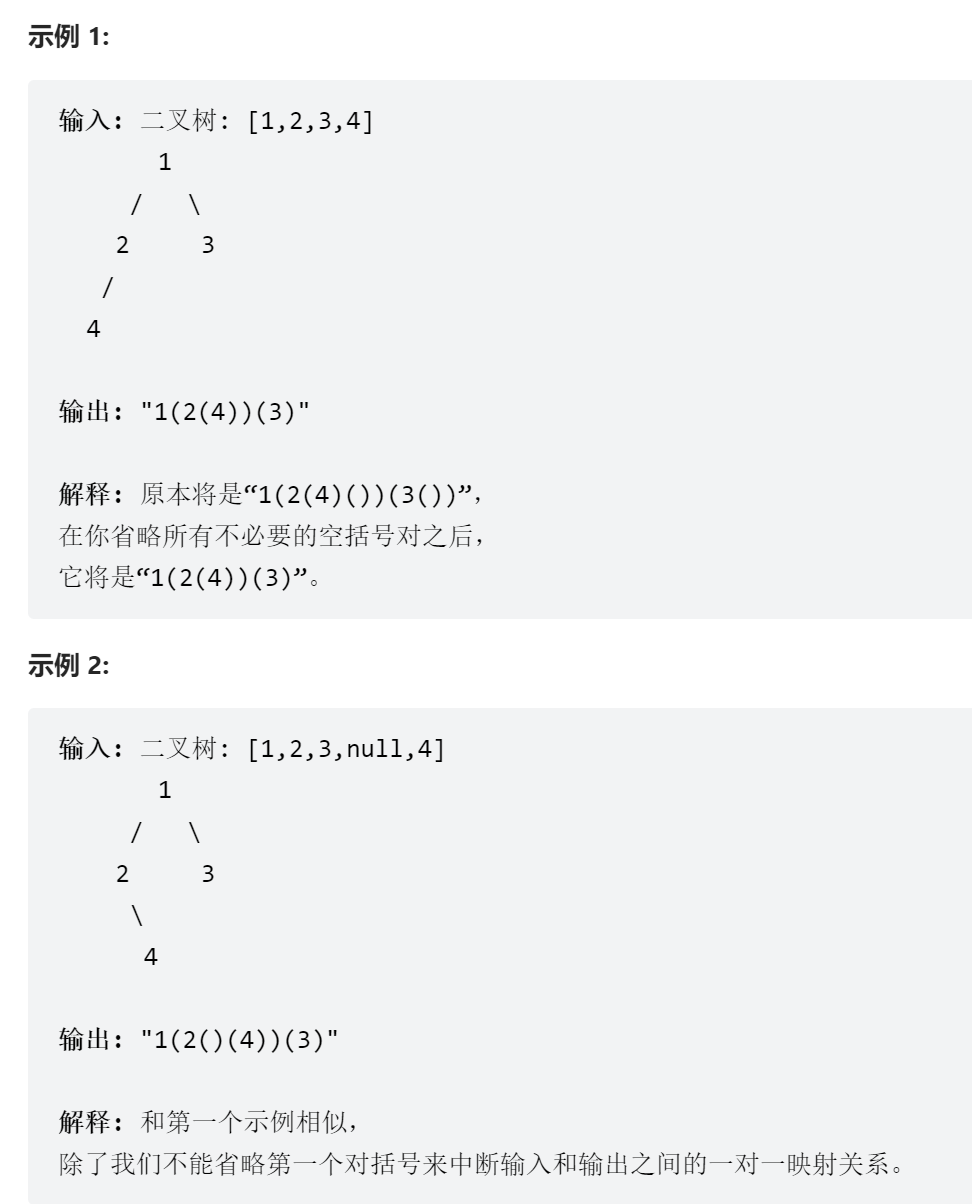 示例 1:
输入: 二叉树: [1,2,3,4]
       1
     /   \
    2     3
   /
  4
输出: "1(2(4))(3)"
解释: 原本将是“1(2(4)())(3())”,
在你省略所有不必要的空括号对之后,
它将是“1(2(4))(3)”。
示例 2:
输入: 二叉树: [1,2,3,null,4]
       1
     /   \
    2     3
     \
      4
输出: "1(2()(4))(3)"
解释: 和第一个示例相似,
除了我们不能省略第一个对括号来中断输入和输出之间的一对一映射关系。